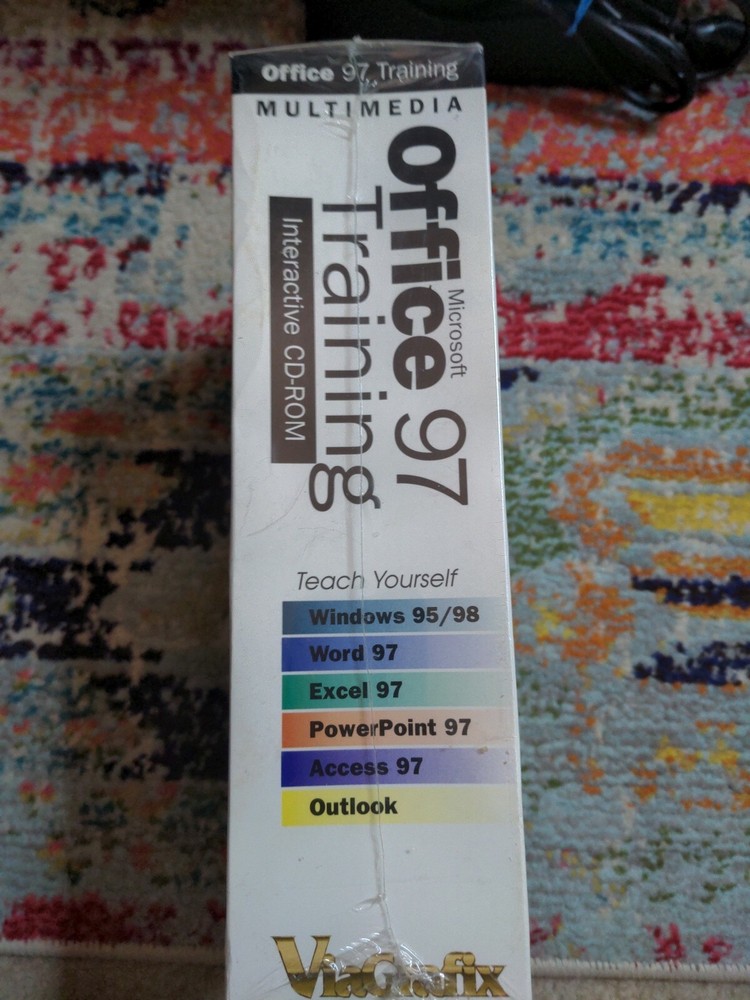 Office 97 Training
MULTIMEDIA
Microsoft
Office 97
Training
Interactive CD-ROM
Teach Yourself
Windows 95/98
Word 97
Excel 97
PowerPoint 97
Access 97
Outlook
ViaGrafix